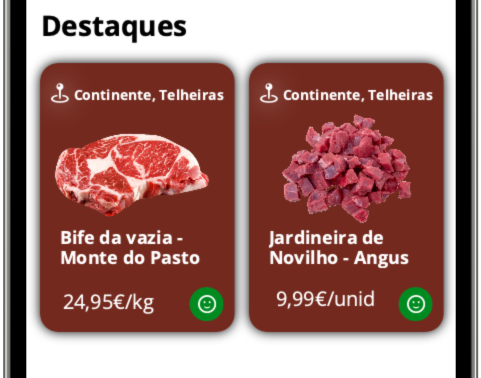 Destaques
Continente, Telheiras
Bife da vazia -
Monte do Pasto
24,95€/kg
Continente, Telheiras
Jardineira de
Novilho - Angus
9,99€/unid